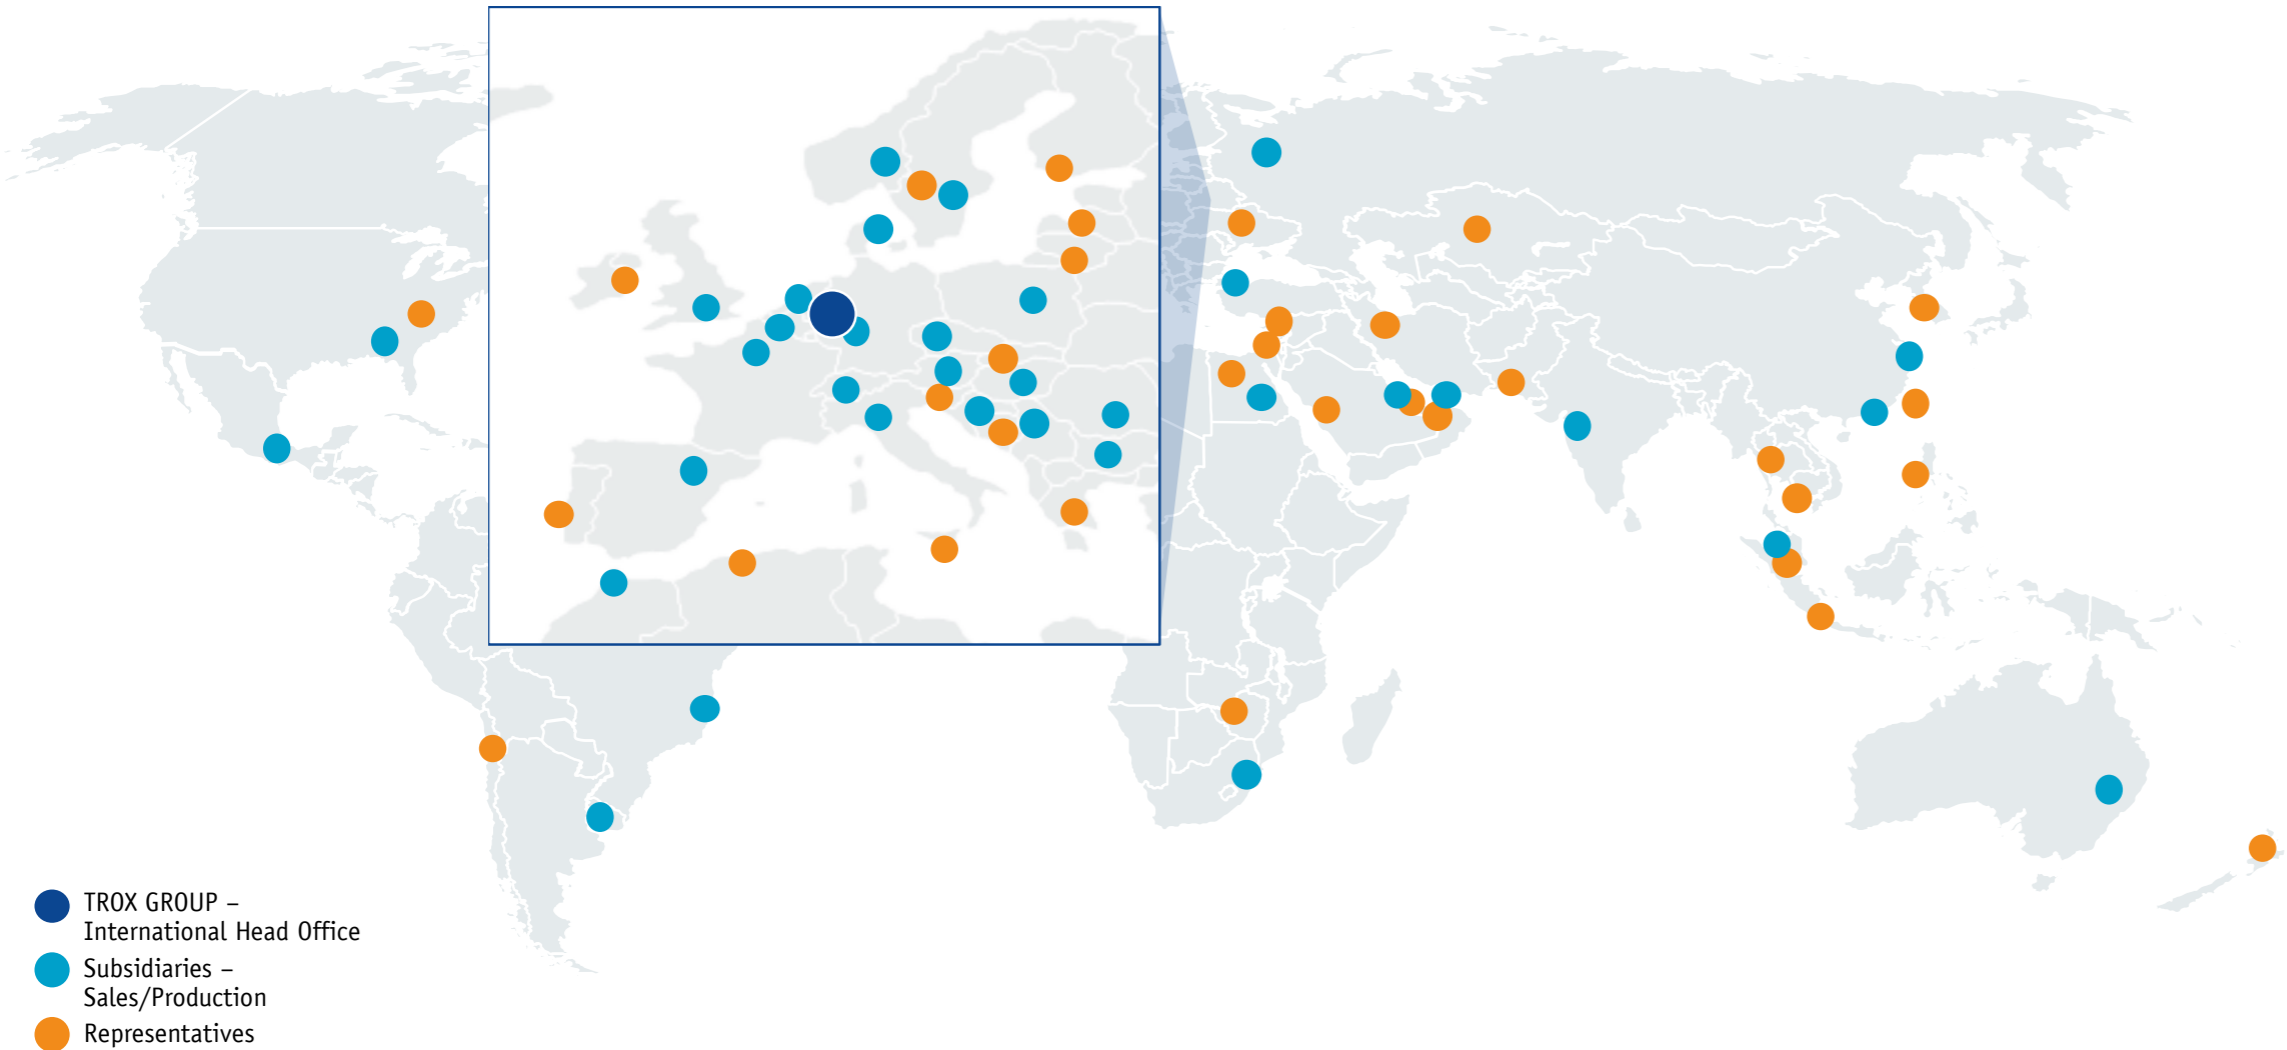 TROX GROUP –
International Head Office
Subsidiaries –
Sales/Production
Representatives